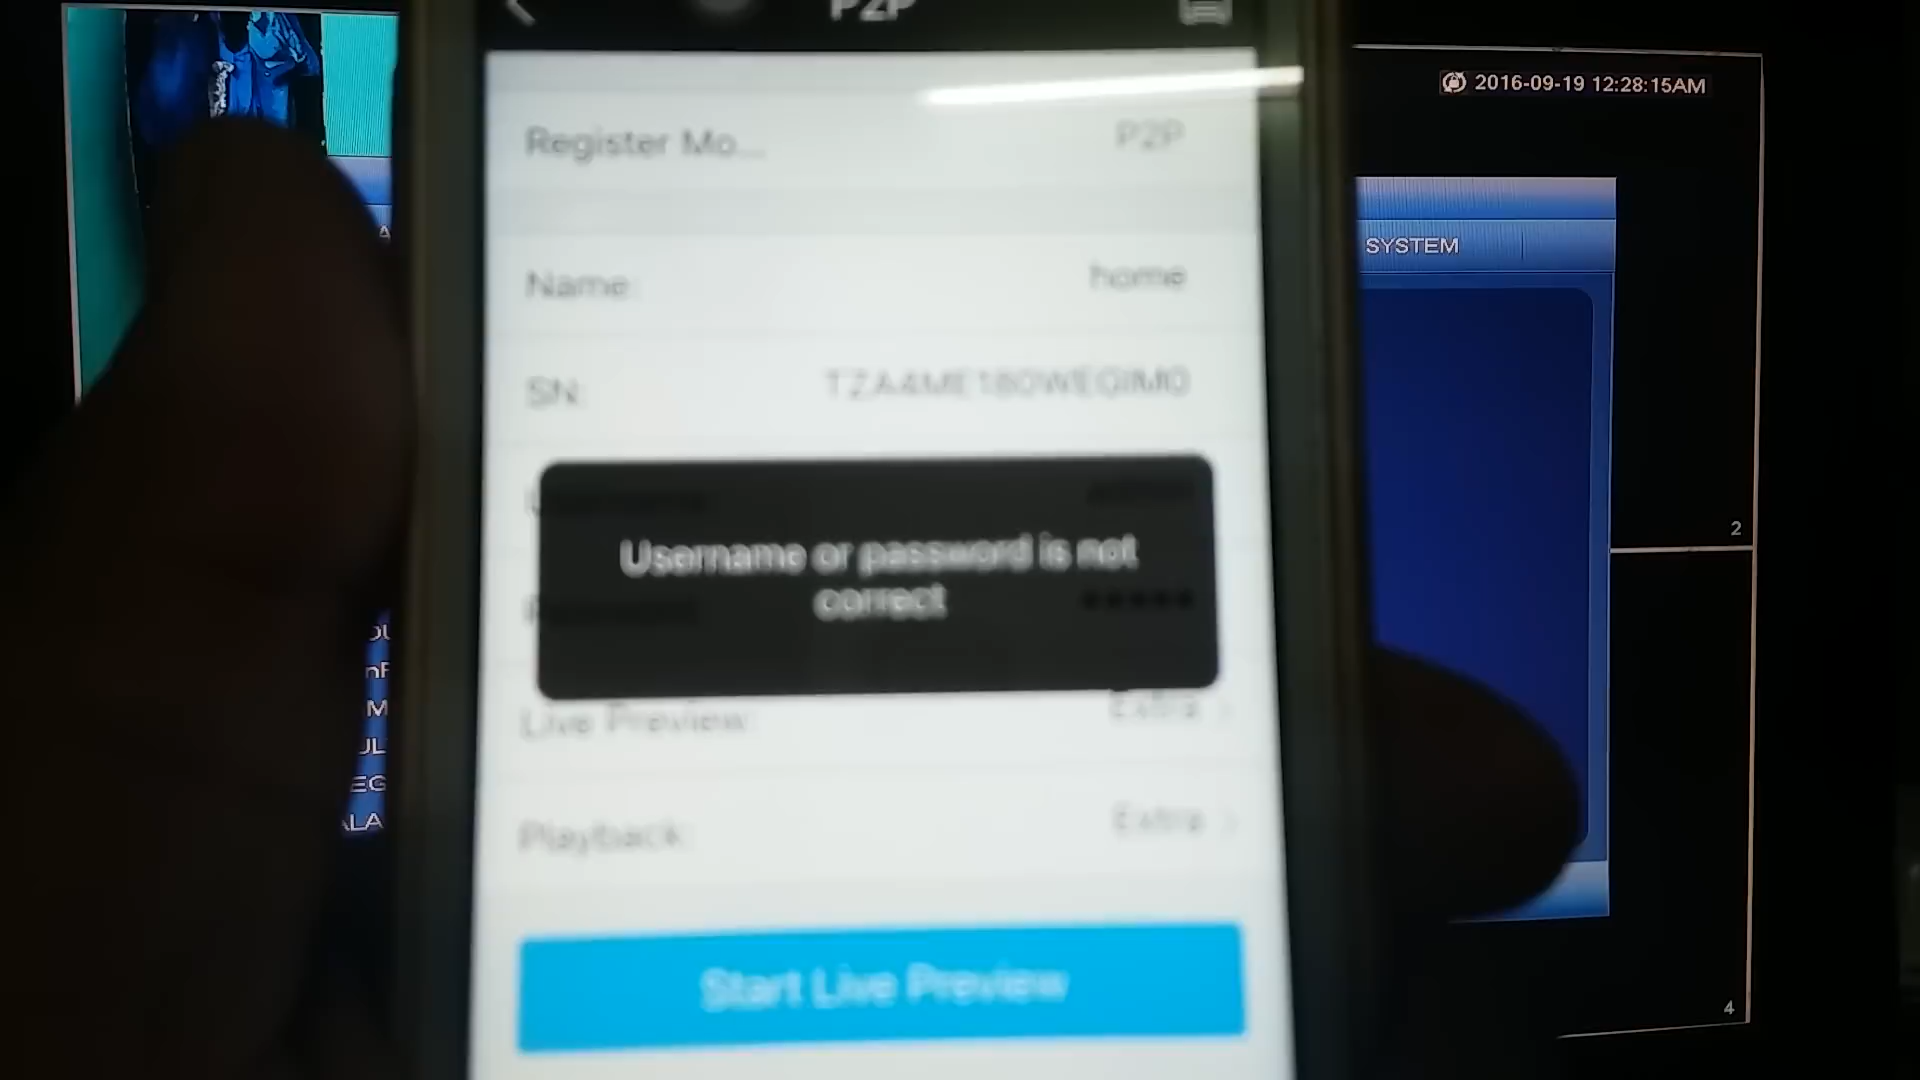 P2P
2016-09-19 12:28:15AM
Register Mo... P2P
SYSTEM
Name: home
SN: TZA4ME180WEGIM0
Username or password is not
correct
2
Live Preview: Extra
Playback: Extra
Start Live Preview
4